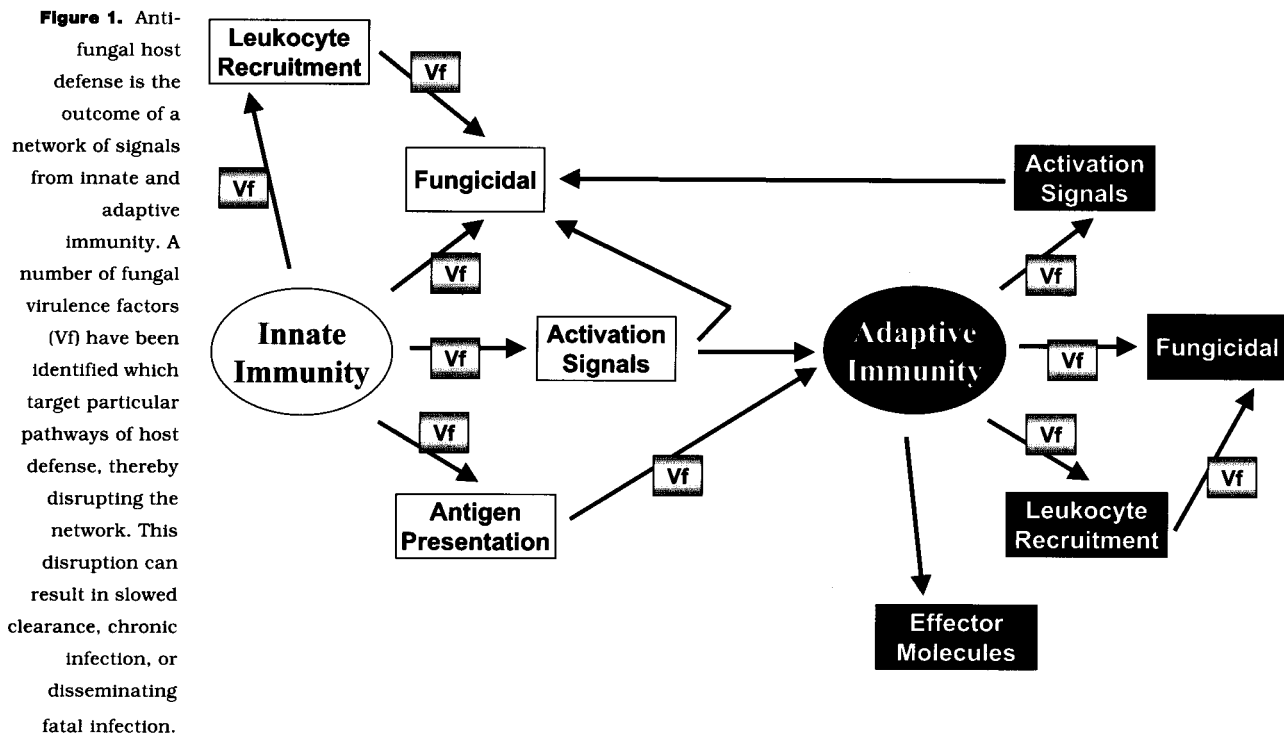 Figure 1. Anti-
fungal host
defense is the
outcome of a
network of signals
from innate and
adaptive
immunity. A
number of fungal
virulence factors
(Vf) have been
identified which
target particular
pathways of host
defense, thereby
disrupting the
network. This
disruption can
result in slowed
clearance, chronic
infection, or
disseminating
fatal infection.
Leukocyte
Recruitment
Vf
Vf
Fungicidal
Activation
Signals
Vf
Vf
Innate
Immunity
Vf
Activation
Signals
Adaptive
Immunity
Vf
Fungicidal
Vf
Vf
Vf
Vf
Antigen
Presentation
Leukocyte
Recruitment
Effector
Molecules